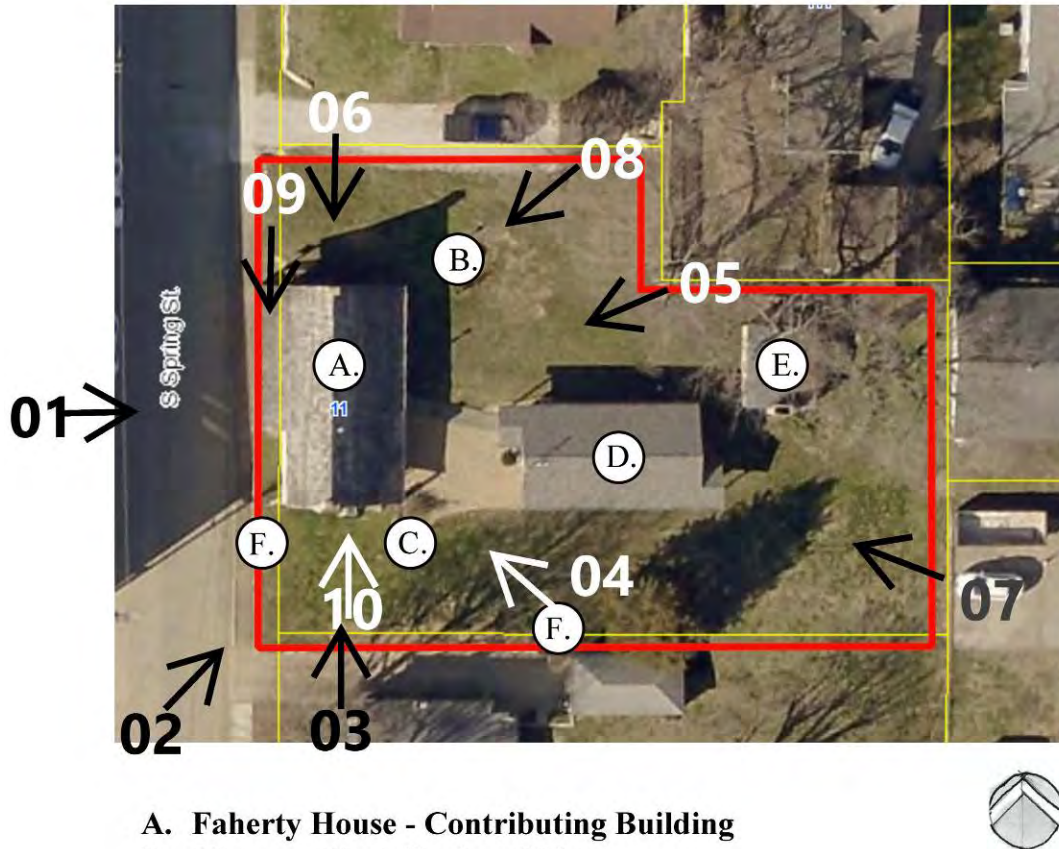 06
08
09
B.
05
S Spring St.
A.
E.
01
11
D.
F.
C.
04
10
F.
07
02
03
A. Faherty House - Contributing Building